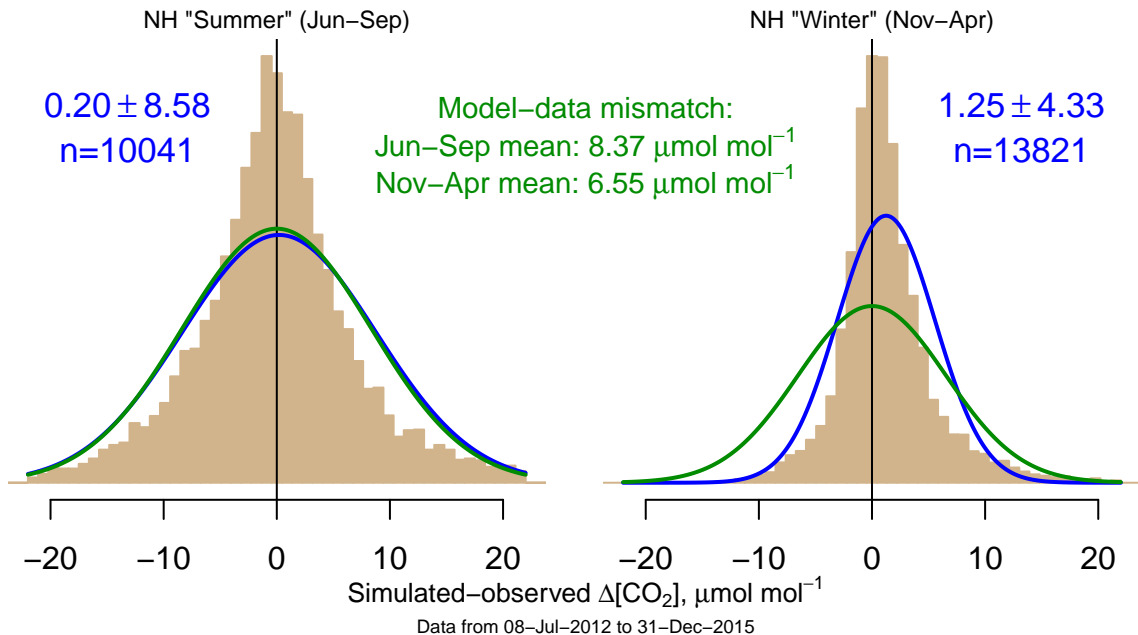 NH "Summer" (Jun−Sep)
NH "Winter" (Nov−Apr)
0.20 ± 8.58
n=10041
Model−data mismatch:
Jun−Sep mean: 8.37 μmol mol⁻¹
Nov−Apr mean: 6.55 μmol mol⁻¹
1.25 ± 4.33
n=13821
−20 −10 0 10 20
−20 −10 0 10 20
Simulated−observed Δ[CO₂], μmol mol⁻¹
Data from 08−Jul−2012 to 31−Dec−2015